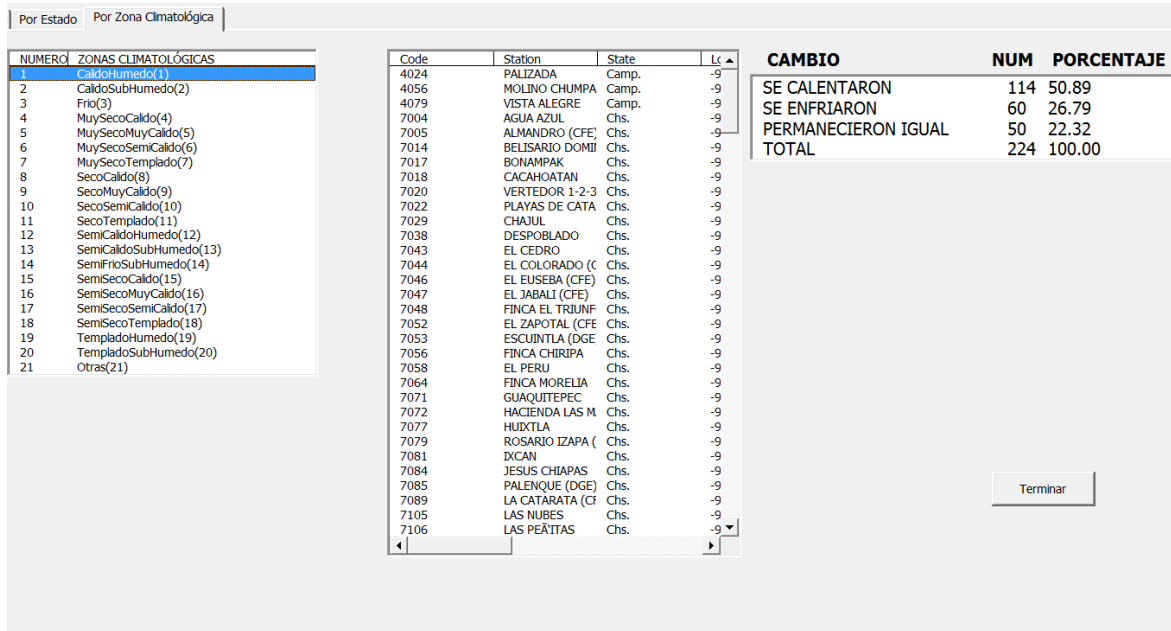 Por Estado Por Zona Climatológica
NUMERO ZONAS CLIMATOLÓGICAS
1 CalidoHumedo(1)
2 CalidoSubHumedo(2)
3 Frio(3)
4 MuySecoCalido(4)
5 MuySecoMuyCalido(5)
6 MuySecoSemiCalido(6)
7 MuySecoTemplado(7)
8 SecoCalido(8)
9 SecoMuyCalido(9)
10 SecoSemiCalido(10)
11 SecoTemplado(11)
12 SemiCalidoHumedo(12)
13 SemiCalidoSubHumedo(13)
14 SemiFrioSubHumedo(14)
15 SemiSecoCalido(15)
16 SemiSecoMuyCalido(16)
17 SemiSecoSemiCalido(17)
18 SemiSecoTemplado(18)
19 TempladoHumedo(19)
20 TempladoSubHumedo(20)
21 Otras(21)
Code Station State
4024 PALIZADA Camp. -9
4056 MOLINO CHUMPA Camp. -9
4079 VISTA ALEGRE Camp. -9
7004 AGUA AZUL Chs. -9
7005 ALMANDRO (CFE) Chs. -9
7014 BELISARIO DOMI Chs. -9
7017 BONAMPAK Chs. -9
7018 CACAHOATAN Chs. -9
7020 VERTEDOR 1-2-3 Chs. -9
7022 PLAYAS DE CATA Chs. -9
7029 CHAJUL Chs. -9
7038 DESPOBLADO Chs. -9
7043 EL CEDRO Chs. -9
7044 EL COLORADO (C Chs. -9
7046 EL EUSEBA (CFE) Chs. -9
7047 EL JABALI (CFE) Chs. -9
7048 FINCA EL TRIUNF Chs. -9
7052 EL ZAPOTAL (CFE Chs. -9
7053 ESCUINTLA (DGE Chs. -9
7056 FINCA CHIRIPA Chs. -9
7058 EL PERU Chs. -9
7064 FINCA MORELIA Chs. -9
7071 GUAQUITEPEC Chs. -9
7072 HACIENDA LAS M Chs. -9
7077 HUIXTLA Chs. -9
7079 ROSARIO IZAPA ( Chs. -9
7081 IXCAN Chs. -9
7084 JESUS CHIAPAS Chs. -9
7085 PALENQUE (DGE) Chs. -9
7089 LA CATARATA (CF Chs. -9
7105 LAS NUBES Chs. -9
7106 LAS PEÃ'ITAS Chs. -9
CAMBIO NUM PORCENTAJE
SE CALENTARON 114 50.89
SE ENFRIARON 60 26.79
PERMANECIERON IGUAL 50 22.32
TOTAL 224 100.00
Terminar